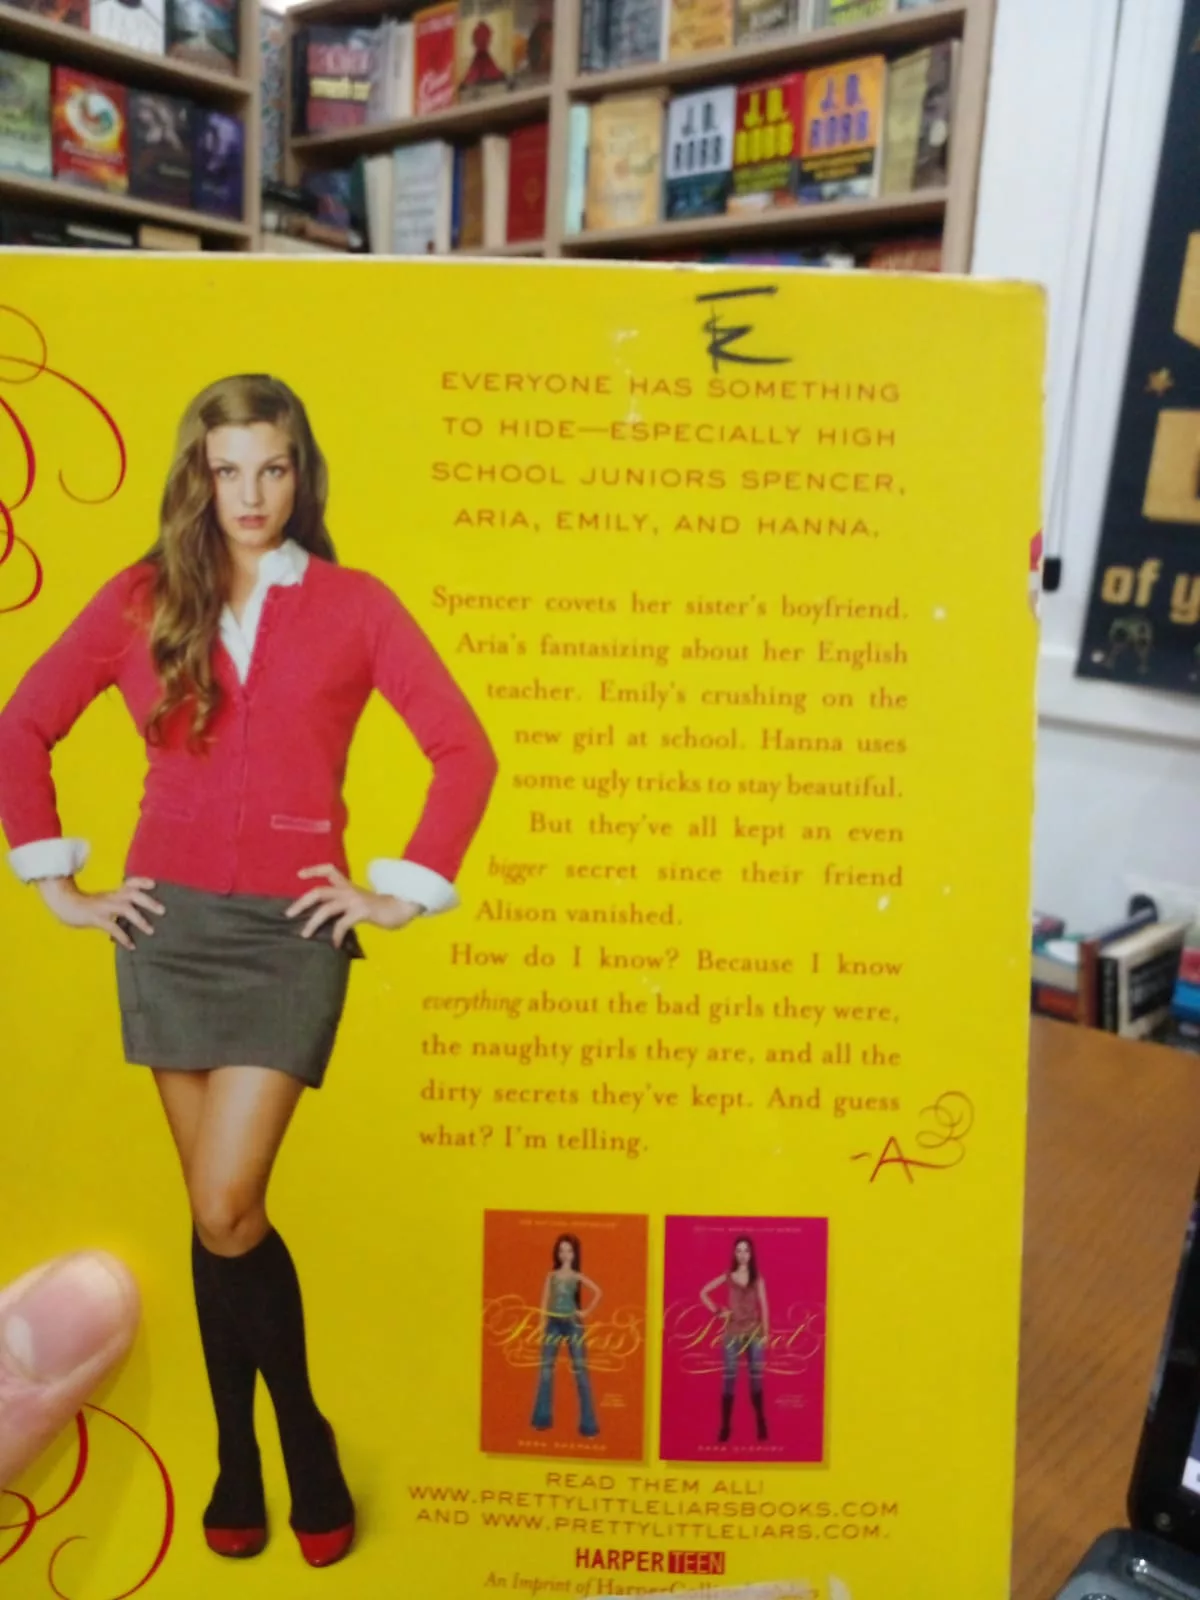 J.D.
ROBB
J.D.
ROBB
J.D.
ROBB
of y
EVERYONE HAS SOMETHING
TO HIDE—ESPECIALLY HIGH
SCHOOL JUNIORS SPENCER,
ARIA, EMILY, AND HANNA.
Spencer covets her sister's boyfriend.
Aria's fantasizing about her English
teacher. Emily's crushing on the
new girl at school. Hanna uses
some ugly tricks to stay beautiful.
But they've all kept an even
bigger secret since their friend
Alison vanished.
How do I know? Because I know
everything about the bad girls they were,
the naughty girls they are, and all the
dirty secrets they've kept. And guess
what? I'm telling.
~A
Flawless
Perfect
SARA SHEPARD
SARA SHEPARD
READ THEM ALL!
WWW.PRETTYLITTLELIARSBOOKS.COM
AND WWW.PRETTYLITTLELIARS.COM.
HARPER TEEN
An Imprint of HarperCollins